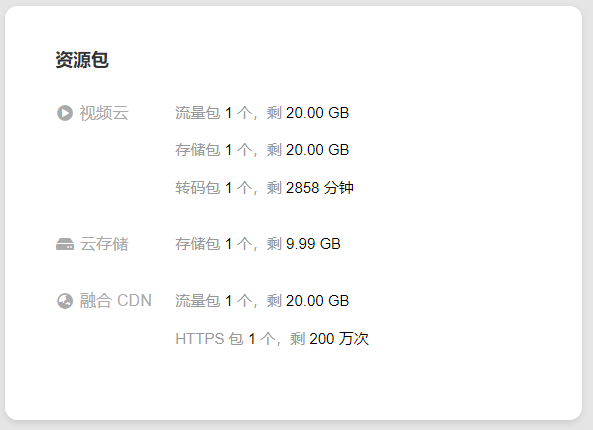 资源包
视频云 流量包 1 个，剩 20.00 GB
存储包 1 个，剩 20.00 GB
转码包 1 个，剩 2858 分钟
云存储 存储包 1 个，剩 9.99 GB
融合 CDN 流量包 1 个，剩 20.00 GB
HTTPS 包 1 个，剩 200 万次